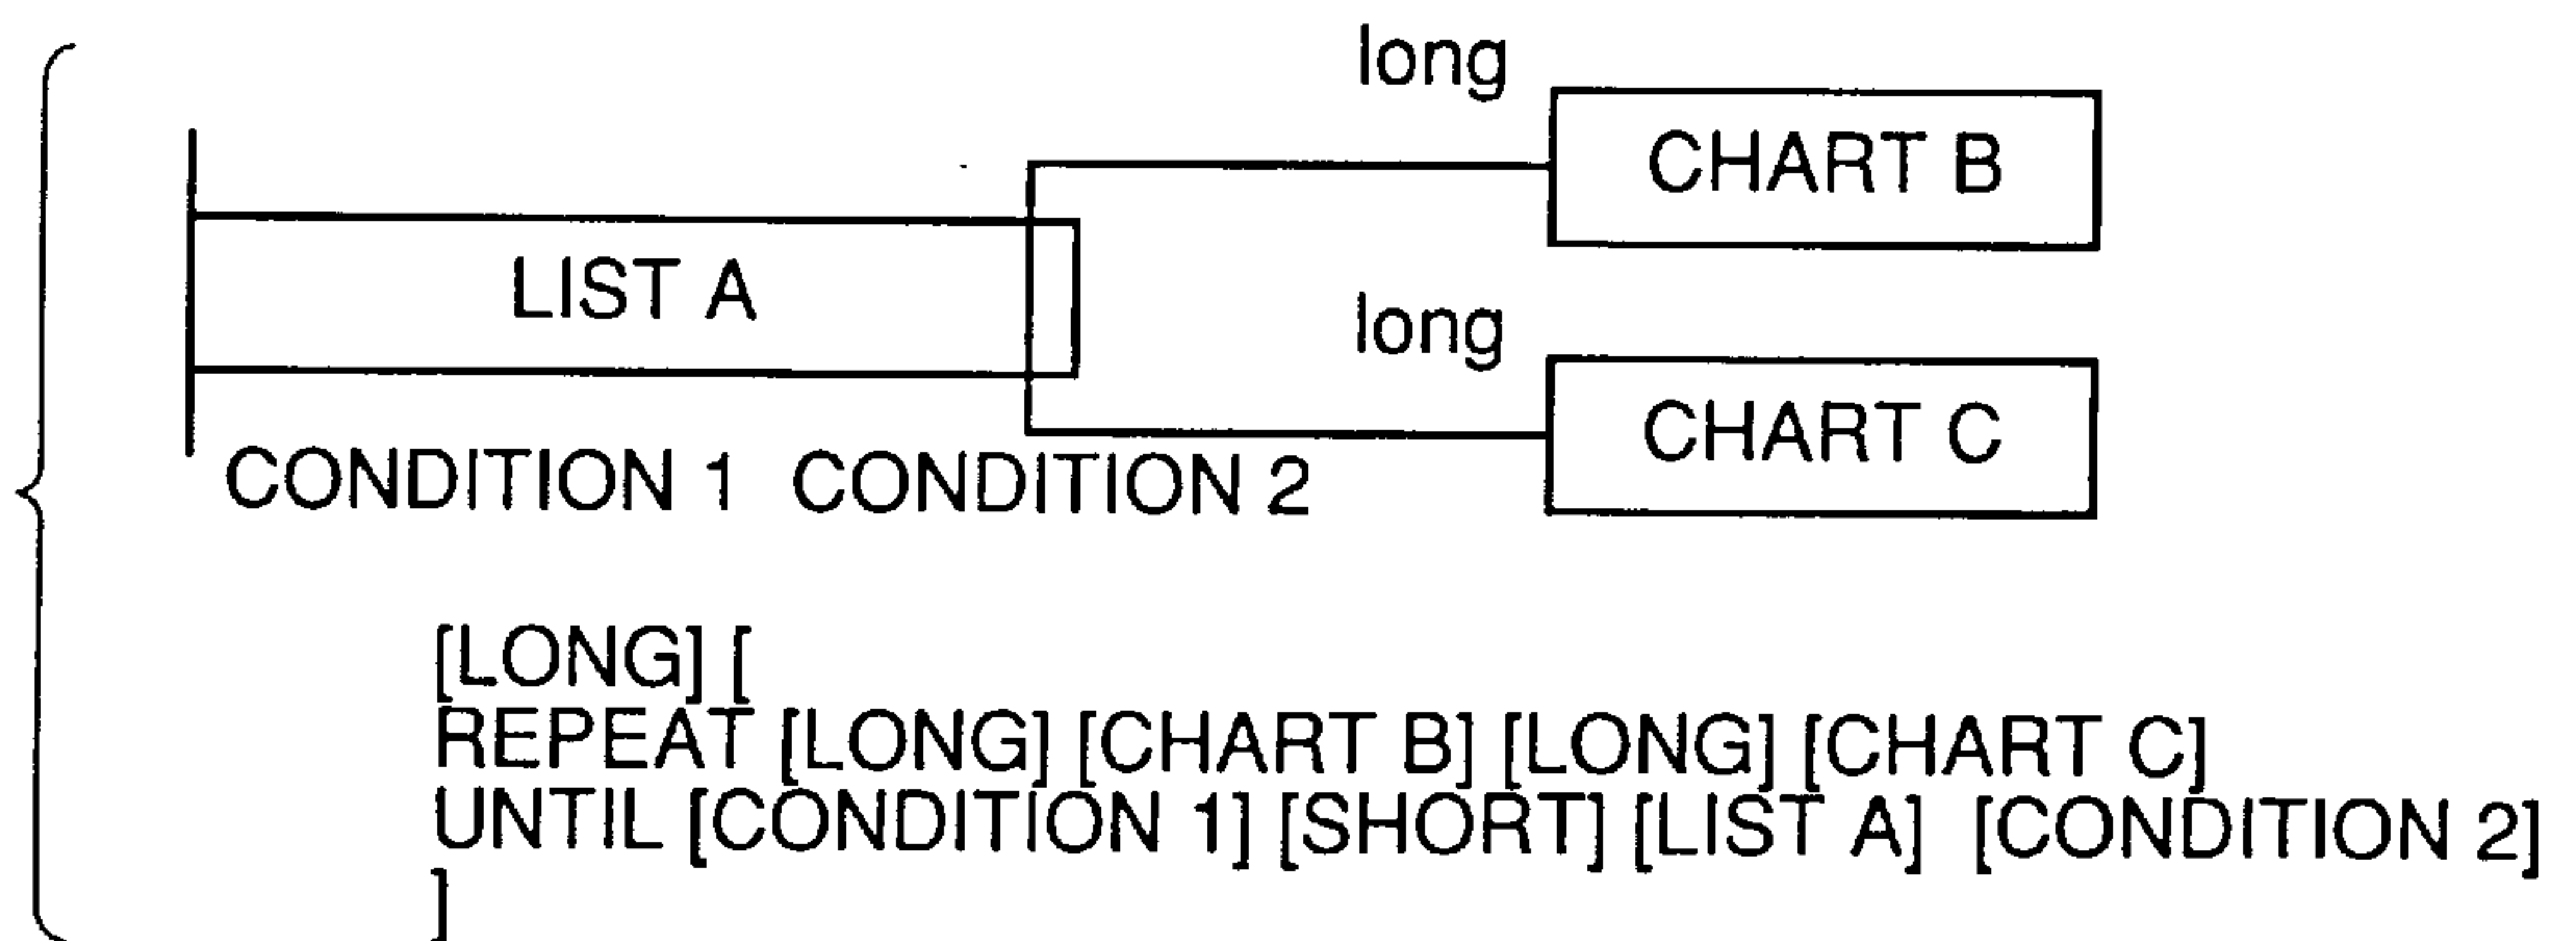 long
CHART B
LIST A
long
CHART C
CONDITION 1 CONDITION 2
[LONG] [
REPEAT [LONG] [CHART B] [LONG] [CHART C]
UNTIL [CONDITION 1] [SHORT] [LIST A] [CONDITION 2]
]